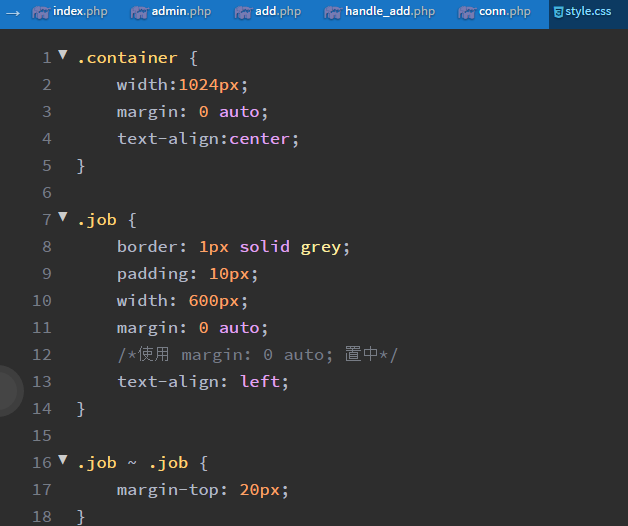 → index.php admin.php add.php handle_add.php conn.php style.css
1 ▼ .container {
2 width:1024px;
3 margin: 0 auto;
4 text-align:center;
5 }
6
7 ▼ .job {
8 border: 1px solid grey;
9 padding: 10px;
10 width: 600px;
11 margin: 0 auto;
12 /*使用 margin: 0 auto; 置中*/
13 text-align: left;
14 }
15
16 ▼ .job ~ .job {
17 margin-top: 20px;
18 }